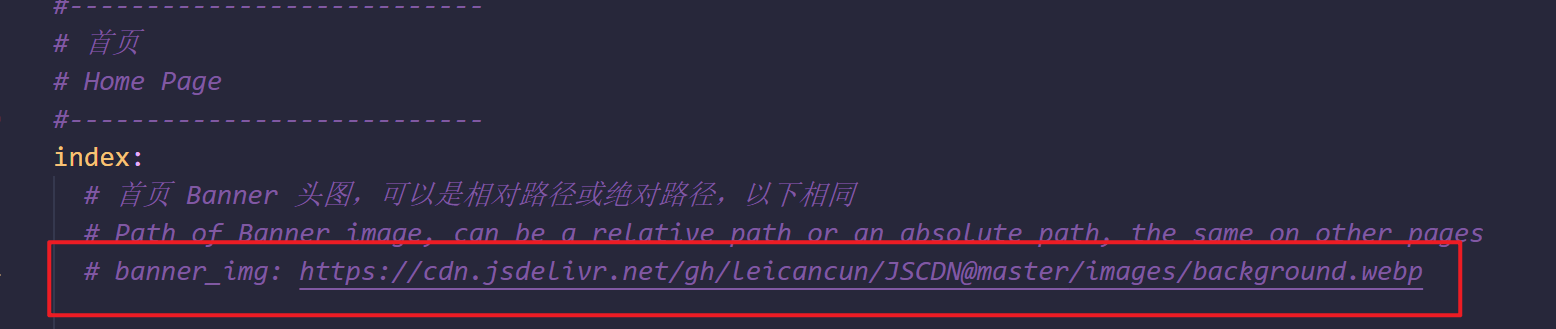 #---------------------------
# 首页
# Home Page
#---------------------------
index:
# 首页 Banner 头图，可以是相对路径或绝对路径，以下相同
# Path of Banner image, can be a relative path or an absolute path, the same on other pages
# banner_img: https://cdn.jsdelivr.net/gh/leicancun/JSCDN@master/images/background.webp